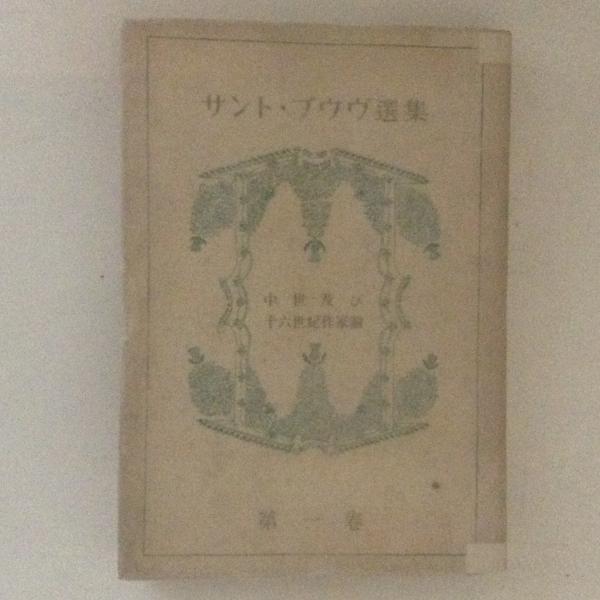 サント・ブウヴ選集
中世及び
十六世紀作家論
第一巻